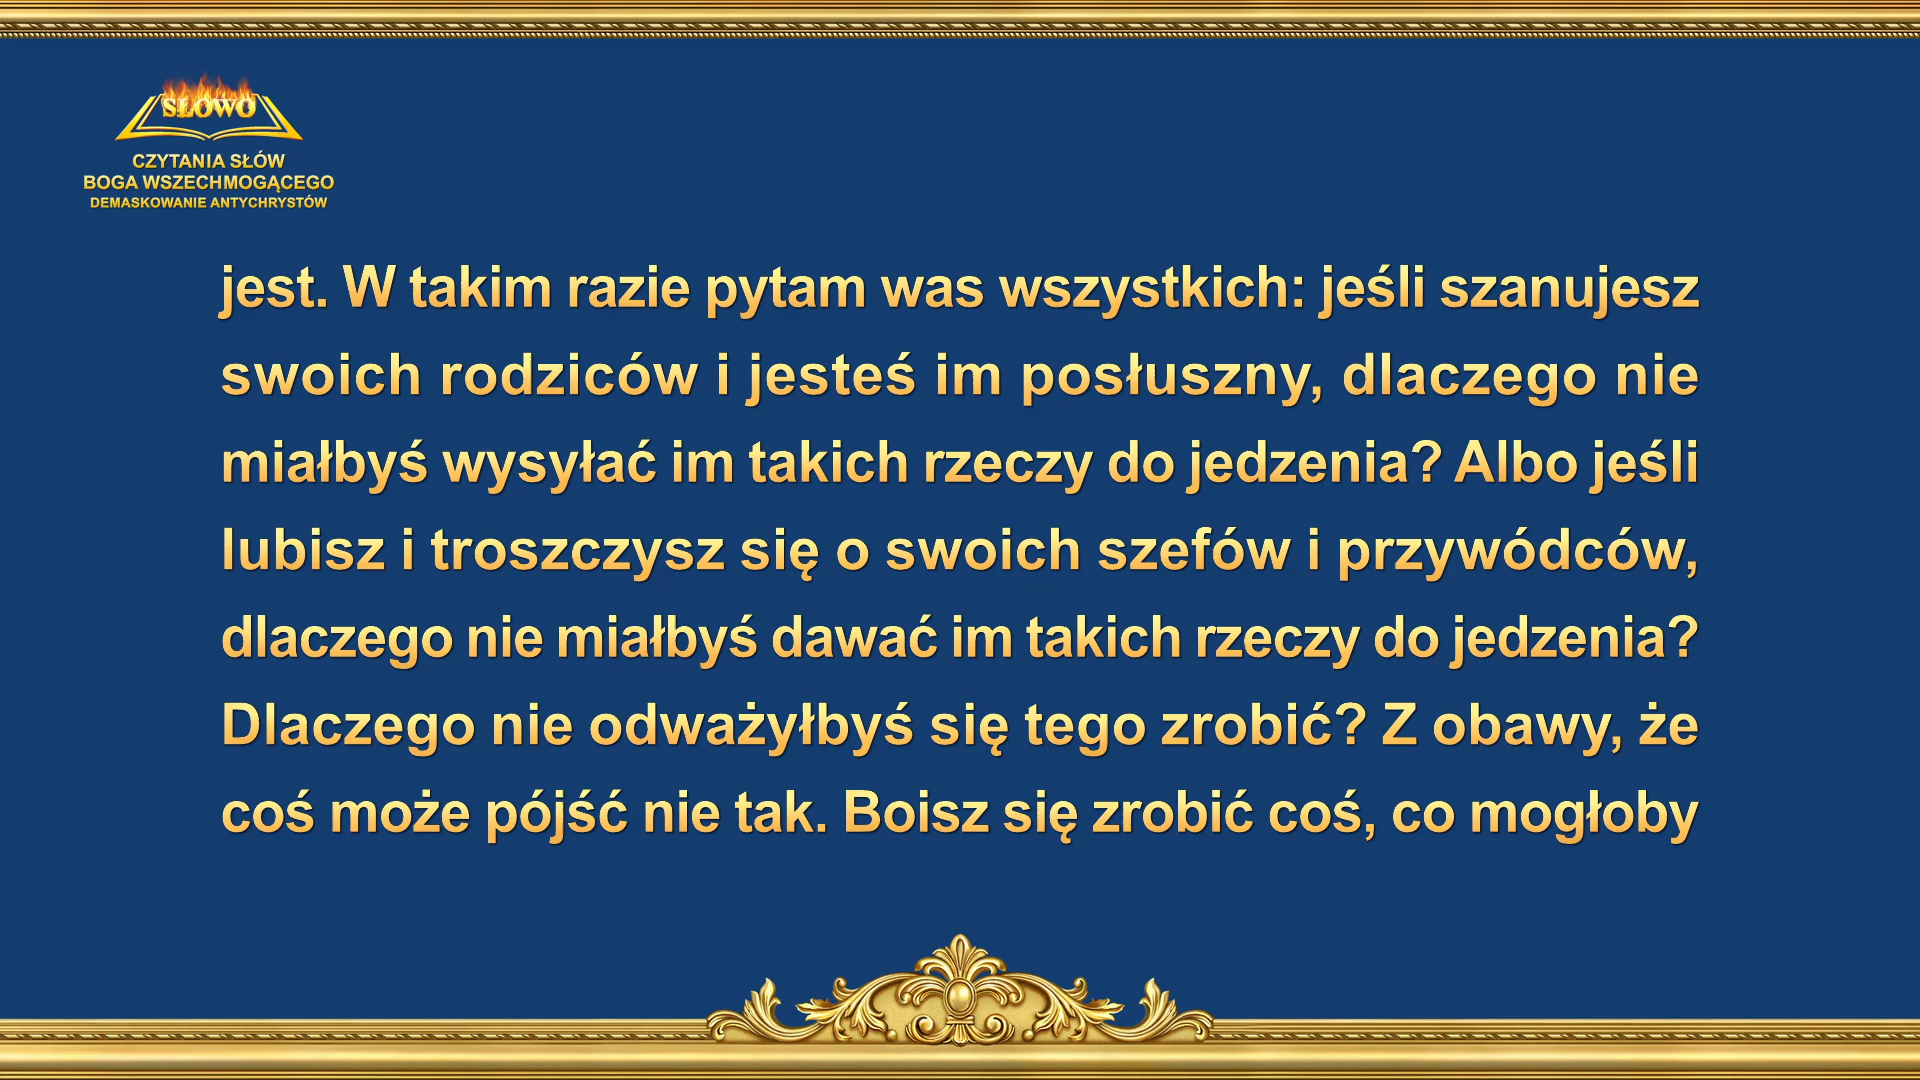 SŁOWO
CZYTANIA SŁÓW
BOGA WSZECHMOGĄCEGO
DEMASKOWANIE ANTYCHRYSTÓW
jest. W takim razie pytam was wszystkich: jeśli szanujesz
swoich rodziców i jesteś im posłuszny, dlaczego nie
miałbyś wysyłać im takich rzeczy do jedzenia? Albo jeśli
lubisz i troszczysz się o swoich szefów i przywódców,
dlaczego nie miałbyś dawać im takich rzeczy do jedzenia?
Dlaczego nie odważyłbyś się tego zrobić? Z obawy, że
coś może pójść nie tak. Boisz się zrobić coś, co mogłoby